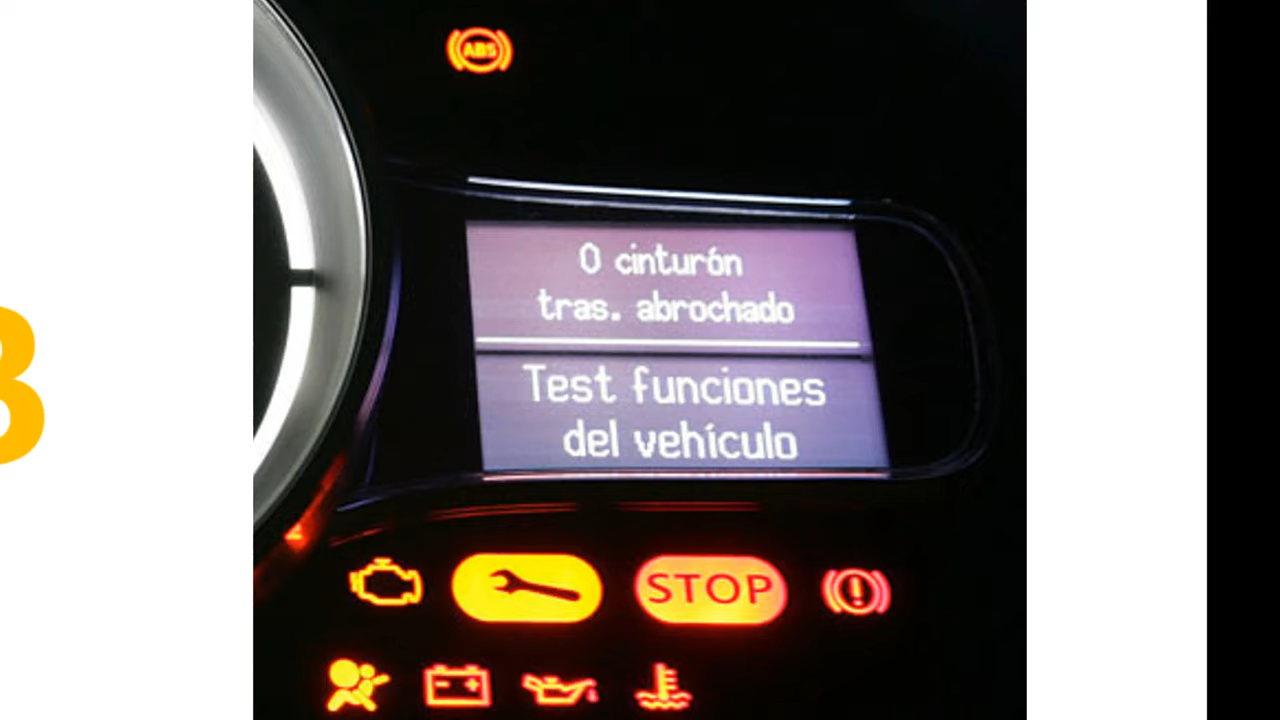 ABS
0 cinturón
tras. abrochado
Test funciones
del vehículo
STOP